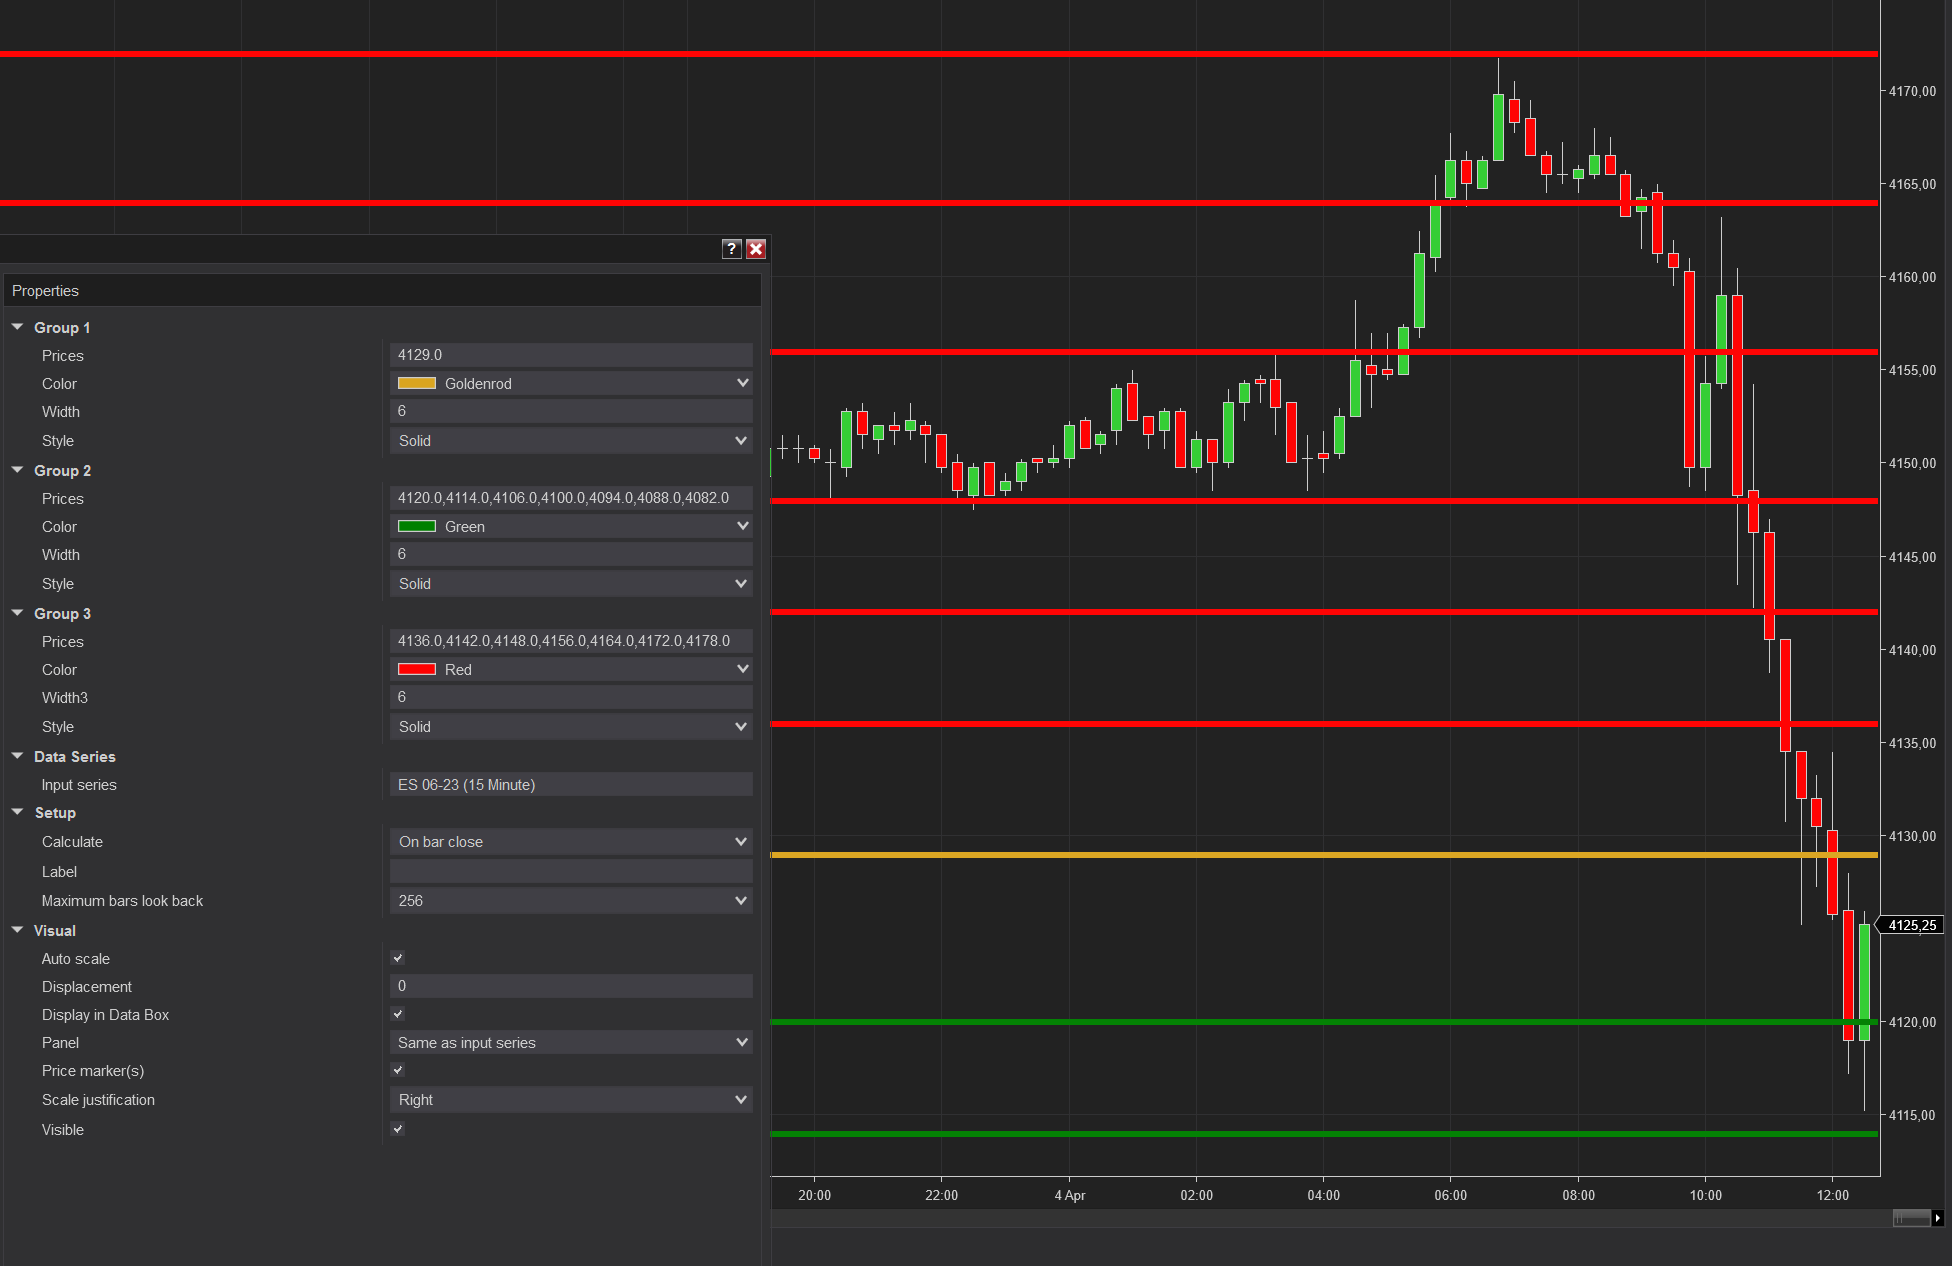 ?
Properties
Group 1
Prices 4129.0
Color Goldenrod
Width 6
Style Solid
Group 2
Prices 4120.0,4114.0,4106.0,4100.0,4094.0,4088.0,4082.0
Color Green
Width 6
Style Solid
Group 3
Prices 4136.0,4142.0,4148.0,4156.0,4164.0,4172.0,4178.0
Color Red
Width3 6
Style Solid
Data Series
Input series ES 06-23 (15 Minute)
Setup
Calculate On bar close
Label
Maximum bars look back 256
Visual
Auto scale
Displacement 0
Display in Data Box
Panel Same as input series
Price marker(s)
Scale justification Right
Visible
4170,00
4165,00
4160,00
4155,00
4150,00
4145,00
4140,00
4135,00
4130,00
4125,25
4120,00
4115,00
20:00 22:00 4 Apr 02:00 04:00 06:00 08:00 10:00 12:00